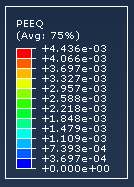 PEEQ
(Avg: 75%)
+4.436e-03
+4.066e-03
+3.697e-03
+3.327e-03
+2.957e-03
+2.588e-03
+2.218e-03
+1.848e-03
+1.479e-03
+1.109e-03
+7.393e-04
+3.697e-04
+0.000e+00